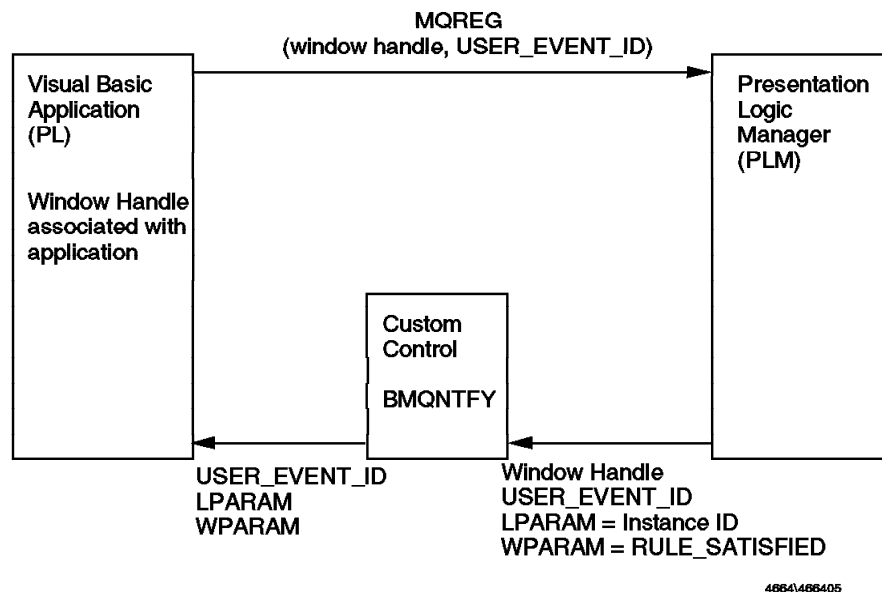 MQREG
(window handle, USER_EVENT_ID)
Visual Basic
Application
(PL)
Window Handle
associated with
application
Presentation
Logic
Manager
(PLM)
Custom
Control
BMQNTFY
USER_EVENT_ID
LPARAM
WPARAM
Window Handle
USER_EVENT_ID
LPARAM = Instance ID
WPARAM = RULE_SATISFIED
4664\466405